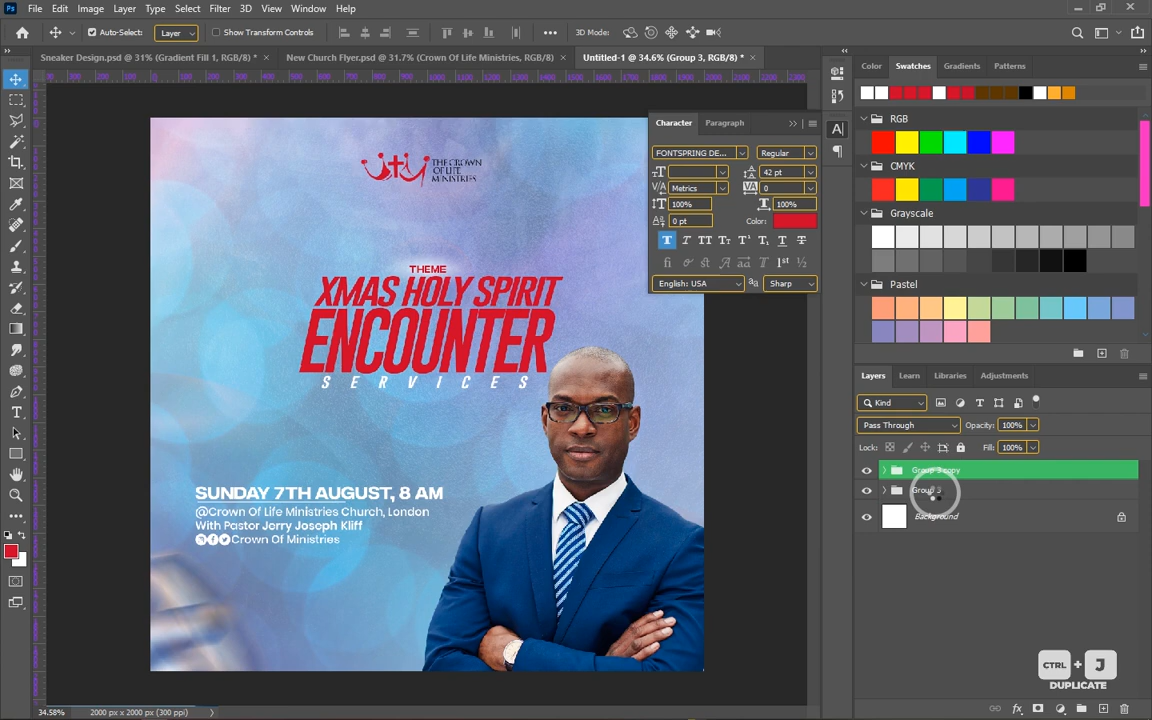 Ps File Edit Image Layer Type Select Filter 3D View Window Help
Auto-Select: Layer Show Transform Controls 3D Mode:
Sneaker Design.psd @ 31% (Gradient Fill 1, RGB/8) * × New Church Flyer.psd @ 31.7% (Crown Of Life Ministries, RGB/8) × Untitled-1 @ 34.6% (Group 3, RGB/8) * ×
Color Swatches Gradients Patterns
RGB
CMYK
Grayscale
Pastel
Character Paragraph
FONTSPRING DE... Regular
42 pt
Metrics 0
100% 100%
0 pt Color:
English: USA Sharp
THE CROWN
OF LIFE
MINISTRIES
THEME
XMAS HOLY SPIRIT
ENCOUNTER
SERVICES
SUNDAY 7TH AUGUST, 8 AM
@Crown Of Life Ministries Church, London
With Pastor Jerry Joseph Kliff
Crown Of Ministries
Layers Learn Libraries Adjustments
Kind
Pass Through Opacity: 100%
Lock: Fill: 100%
Group 3 copy
Group 3
Background
CTRL + J
DUPLICATE
34.58% 2000 px x 2000 px (300 ppi)